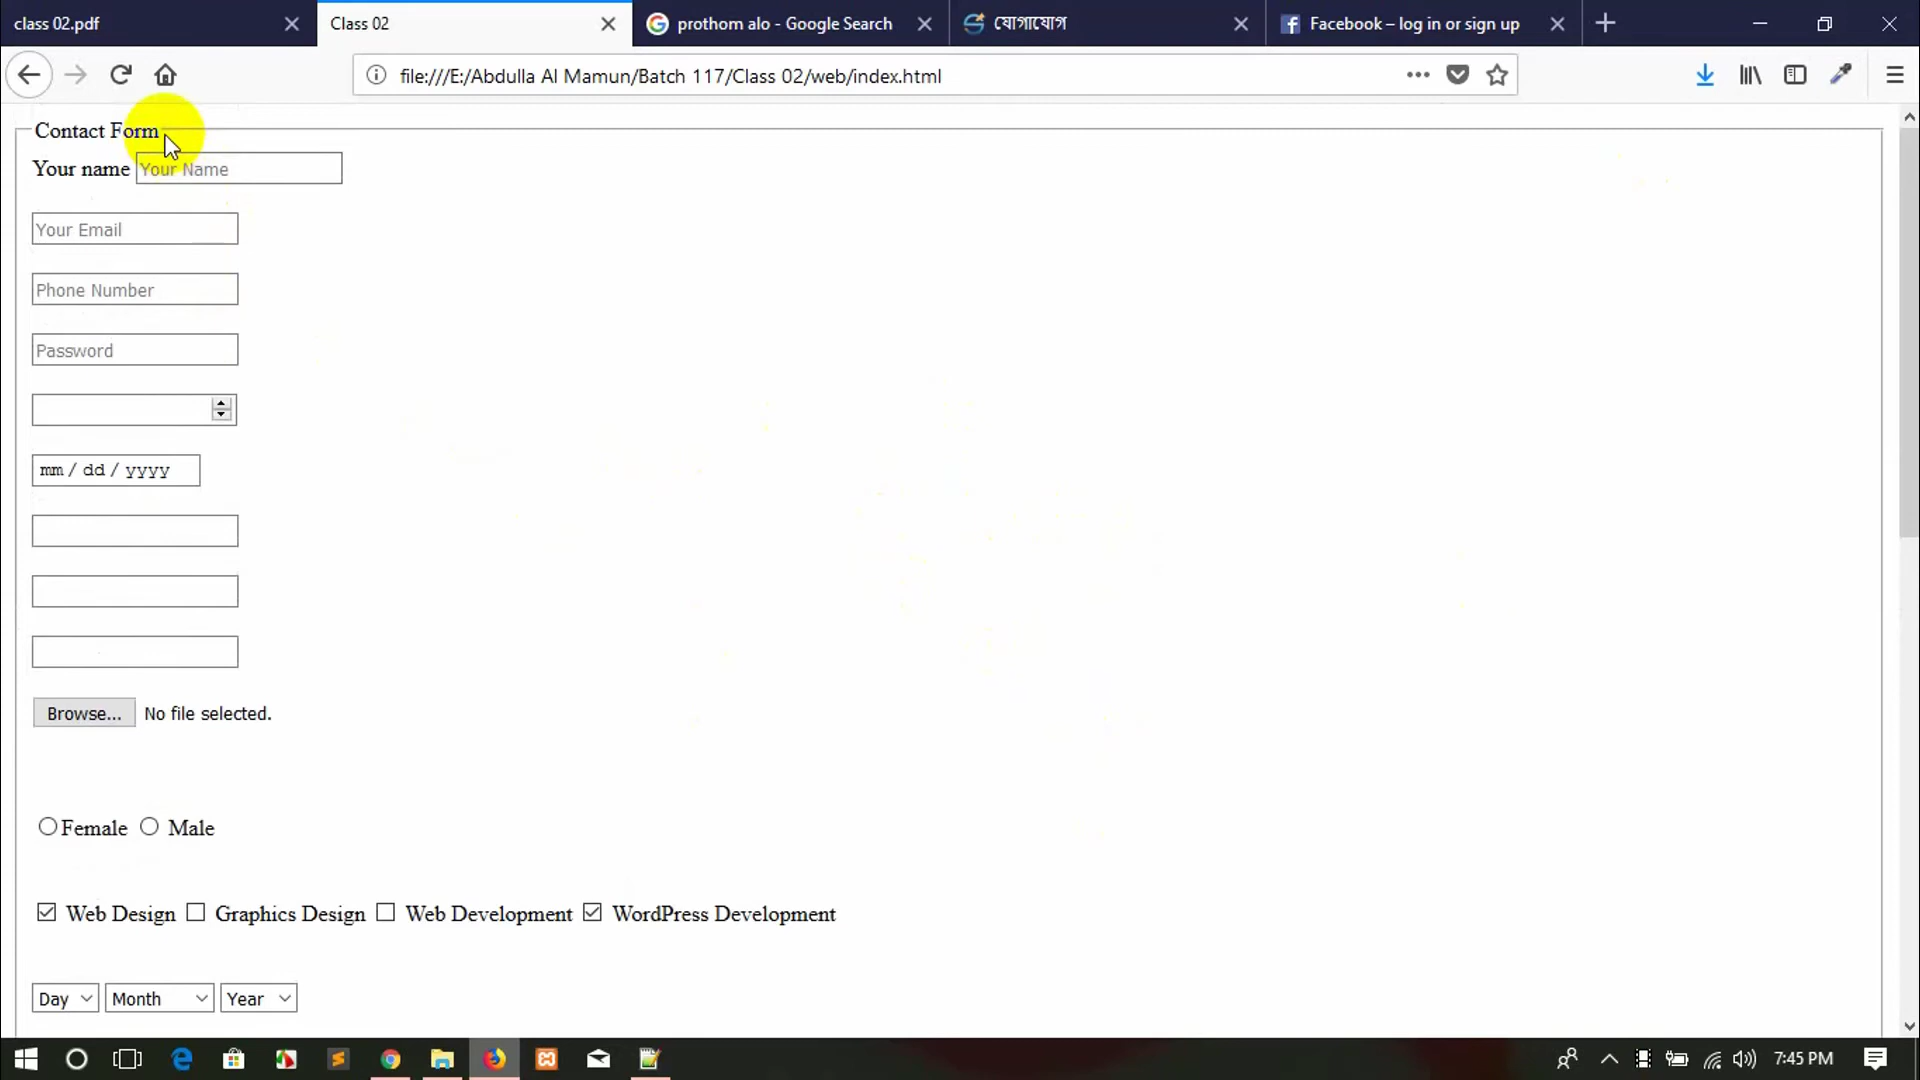 class 02.pdf
Class 02
prothom alo - Google Search
যোগাযোগ
Facebook – log in or sign up
file:///E:/Abdulla Al Mamun/Batch 117/Class 02/web/index.html
Contact Form
Your name Your Name
Your Email
Phone Number
Password
mm / dd / yyyy
Browse... No file selected.
Female Male
Web Design Graphics Design Web Development WordPress Development
Day Month Year
7:45 PM